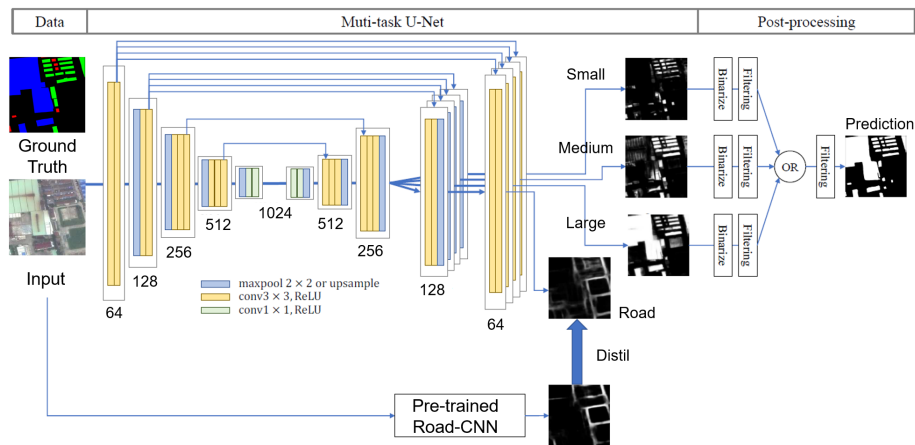 Data
Muti-task U-Net
Post-processing
Ground
Truth
Input
64
128
256
512
1024
512
256
128
64
maxpool 2 × 2 or upsample
conv3 × 3, ReLU
conv1 × 1, ReLU
Small
Medium
Large
Road
Distil
Pre-trained
Road-CNN
Binarize
Filtering
Binarize
Filtering
Binarize
Filtering
OR
Filtering
Prediction